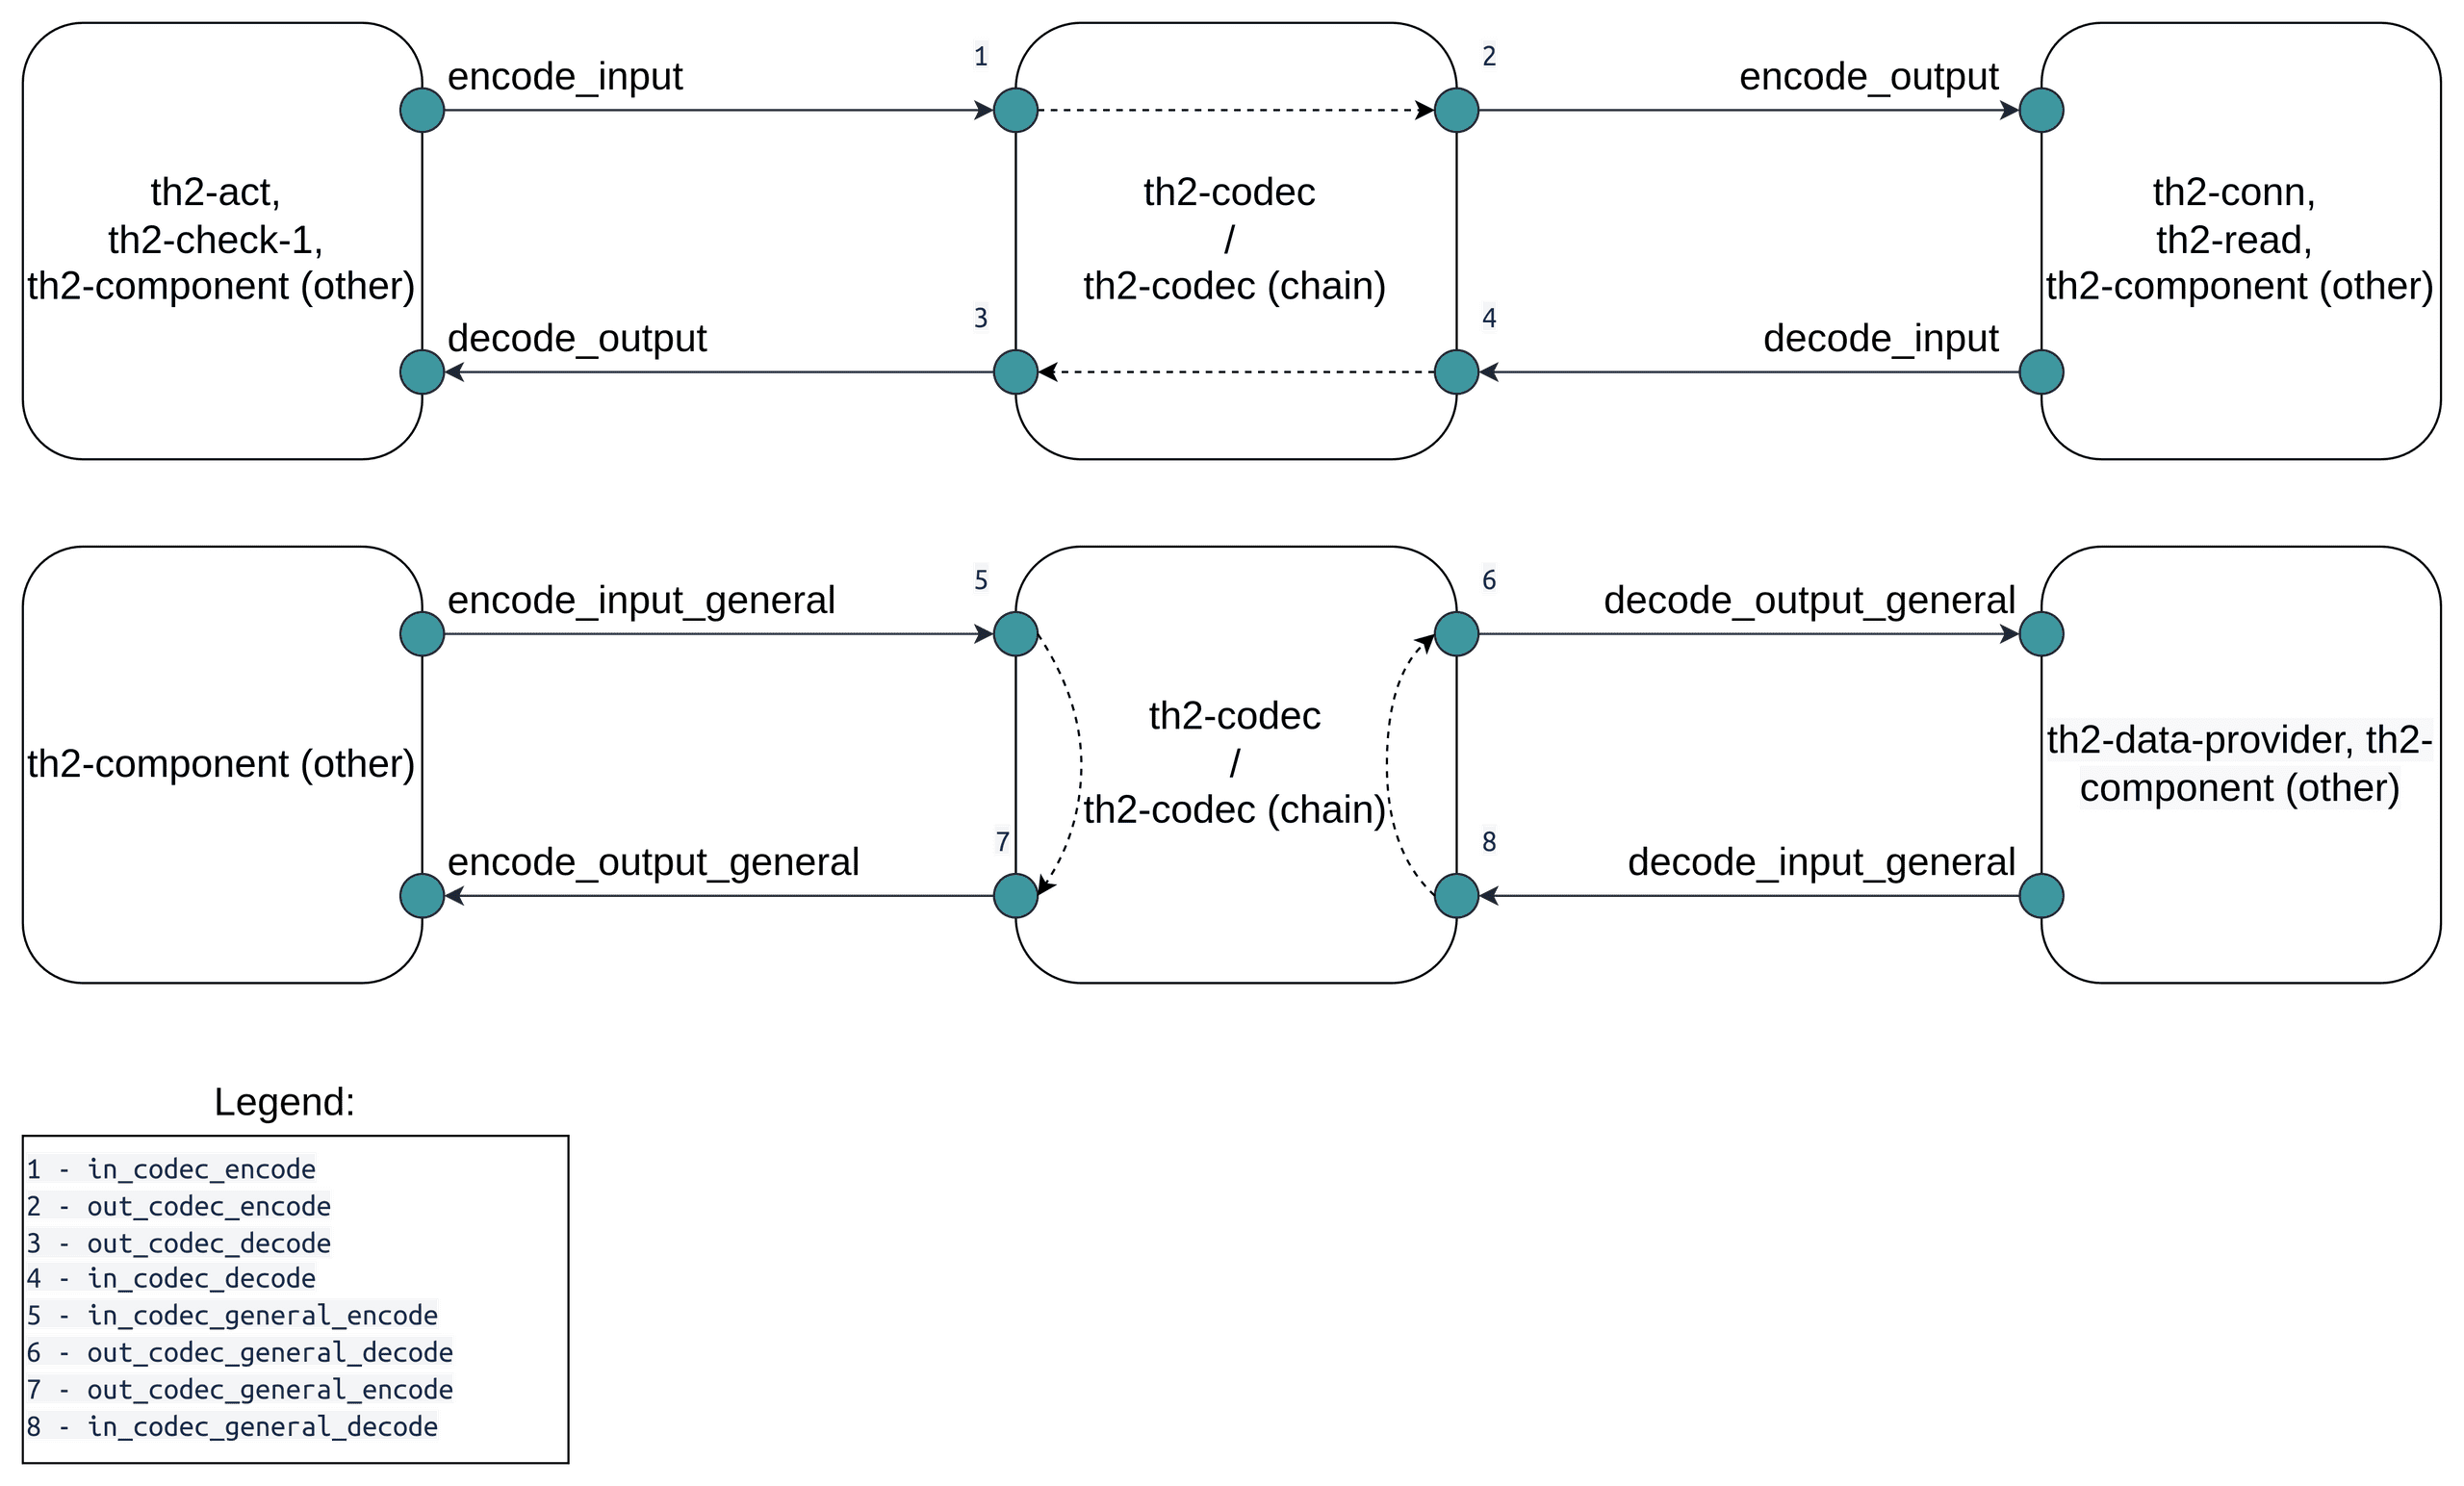 encode_input
1
2
encode_output
th2-act,
th2-check-1,
th2-component (other)
th2-codec
/
th2-codec (chain)
th2-conn,
th2-read,
th2-component (other)
decode_output
3
4
decode_input
encode_input_general
5
6
decode_output_general
th2-component (other)
th2-codec
/
th2-codec (chain)
th2-data-provider, th2-
component (other)
encode_output_general
7
8
decode_input_general
Legend:
1 - in_codec_encode
2 - out_codec_encode
3 - out_codec_decode
4 - in_codec_decode
5 - in_codec_general_encode
6 - out_codec_general_decode
7 - out_codec_general_encode
8 - in_codec_general_decode